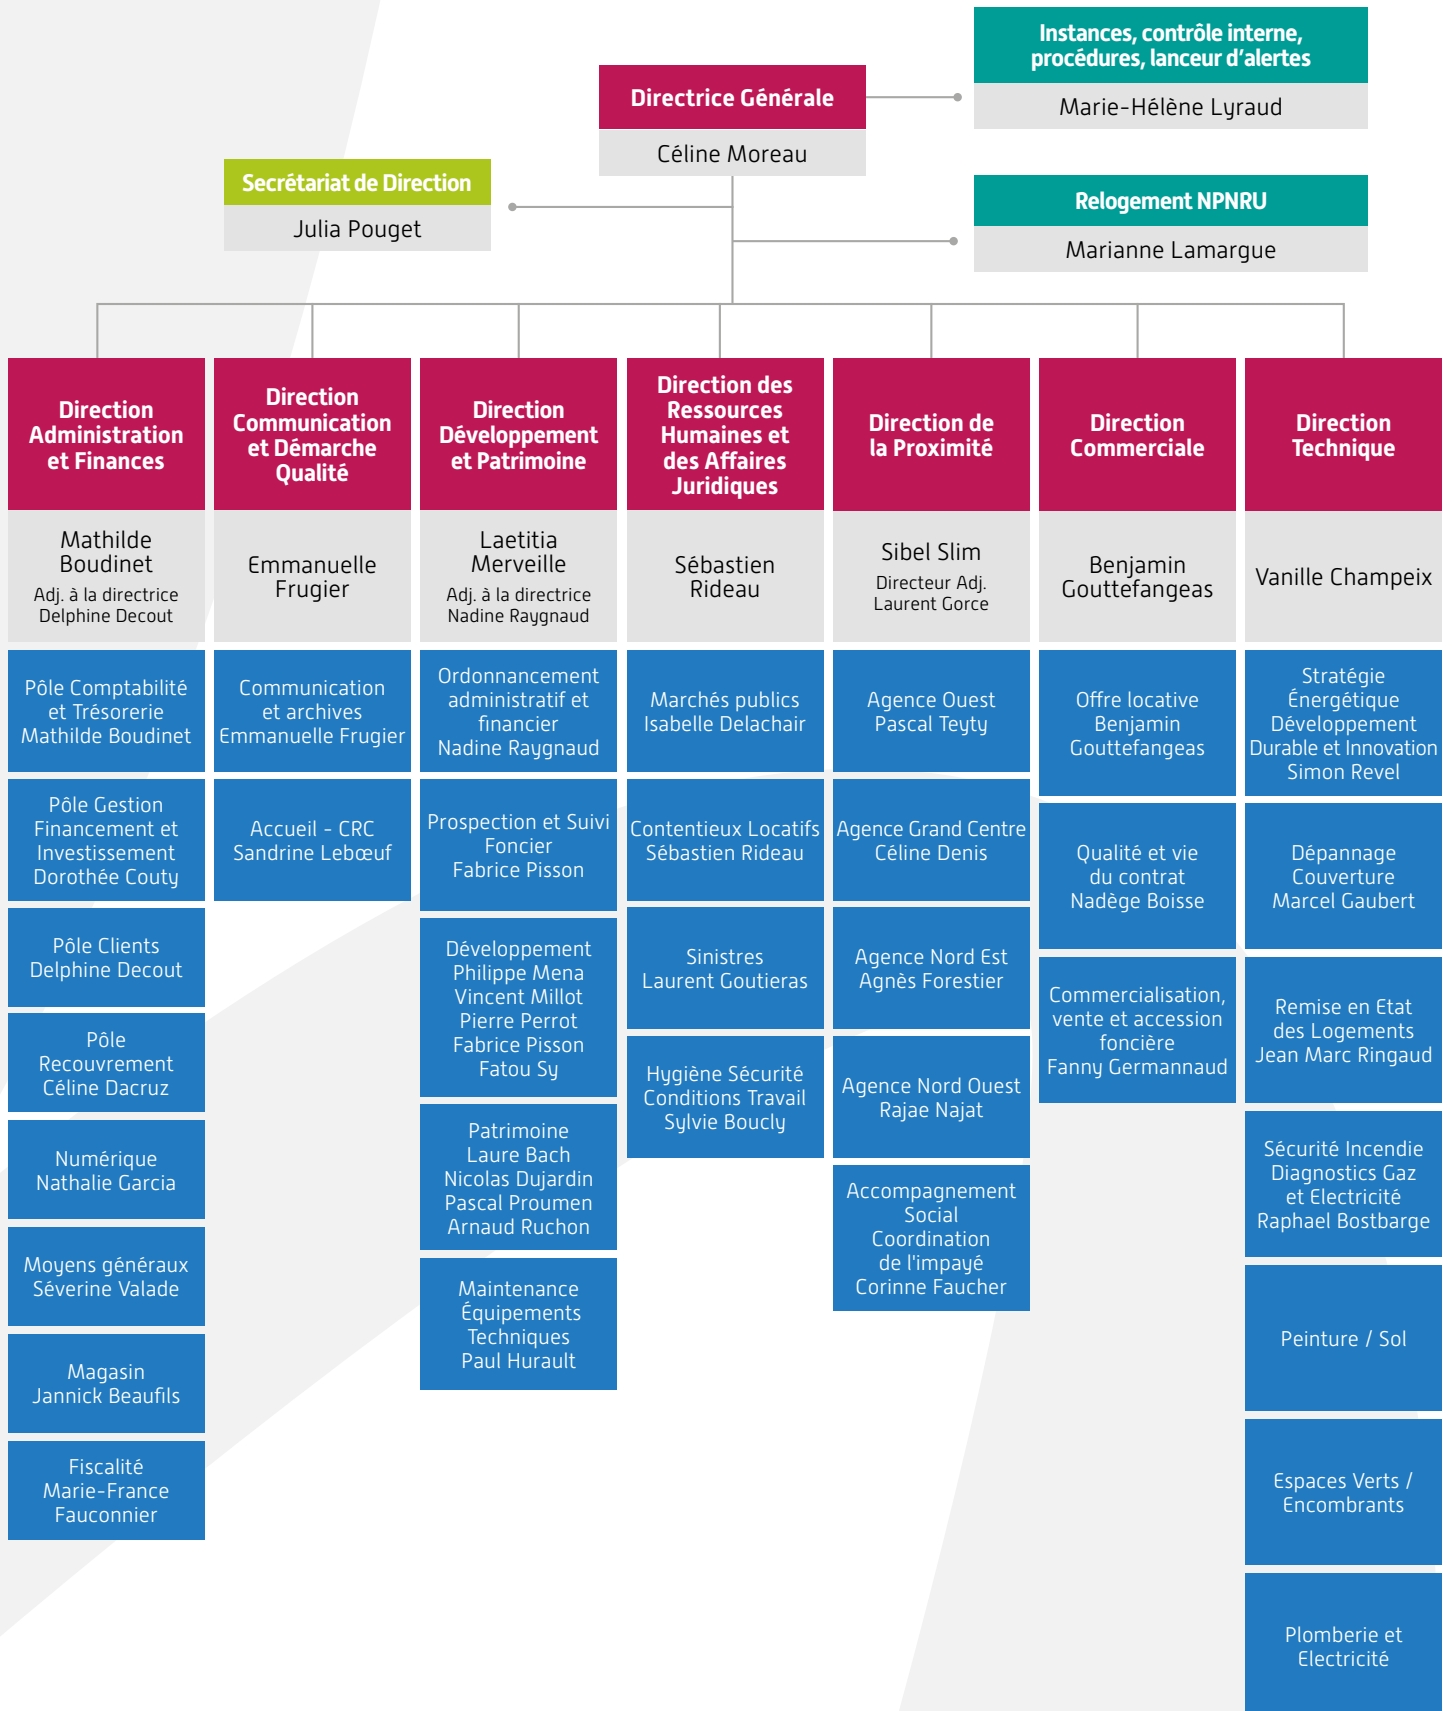 Instances, contrôle interne,
procédures, lanceur d’alertes
Marie-Hélène Lyraud
Directrice Générale
Céline Moreau
Secrétariat de Direction
Julia Pouget
Relogement NPNRU
Marianne Lamargue
Direction
Administration
et Finances
Mathilde
Boudinet
Adj. à la directrice
Delphine Decout
Pôle Comptabilité
et Trésorerie
Mathilde Boudinet
Pôle Gestion
Financement et
Investissement
Dorothée Couty
Pôle Clients
Delphine Decout
Pôle
Recouvrement
Céline Dacruz
Numérique
Nathalie Garcia
Moyens généraux
Séverine Valade
Magasin
Jannick Beaufils
Fiscalité
Marie-France
Fauconnier
Direction
Communication
et Démarche
Qualité
Emmanuelle
Frugier
Communication
et archives
Emmanuelle Frugier
Accueil - CRC
Sandrine Lebœuf
Direction
Développement
et Patrimoine
Laetitia
Merveille
Adj. à la directrice
Nadine Raygnaud
Ordonnancement
administratif et
financier
Nadine Raygnaud
Prospection et Suivi
Foncier
Fabrice Pisson
Développement
Philippe Mena
Vincent Millot
Pierre Perrot
Fabrice Pisson
Fatou Sy
Patrimoine
Laure Bach
Nicolas Dujardin
Pascal Proumen
Arnaud Ruchon
Maintenance
Équipements
Techniques
Paul Hurault
Direction des
Ressources
Humaines et
des Affaires
Juridiques
Sébastien
Rideau
Marchés publics
Isabelle Delachair
Contentieux Locatifs
Sébastien Rideau
Sinistres
Laurent Goutieras
Hygiène Sécurité
Conditions Travail
Sylvie Boucly
Direction de
la Proximité
Sibel Slim
Directeur Adj.
Laurent Gorce
Agence Ouest
Pascal Teyty
Agence Grand Centre
Céline Denis
Agence Nord Est
Agnès Forestier
Agence Nord Ouest
Rajae Najat
Accompagnement
Social
Coordination
de l'impayé
Corinne Faucher
Direction
Commerciale
Benjamin
Gouttefangeas
Offre locative
Benjamin
Gouttefangeas
Qualité et vie
du contrat
Nadège Boisse
Commercialisation,
vente et accession
foncière
Fanny Germannaud
Direction
Technique
Vanille Champeix
Stratégie
Énergétique
Développement
Durable et Innovation
Simon Revel
Dépannage
Couverture
Marcel Gaubert
Remise en Etat
des Logements
Jean Marc Ringaud
Sécurité Incendie
Diagnostics Gaz
et Electricité
Raphael Bostbarge
Peinture / Sol
Espaces Verts /
Encombrants
Plomberie et
Electricité